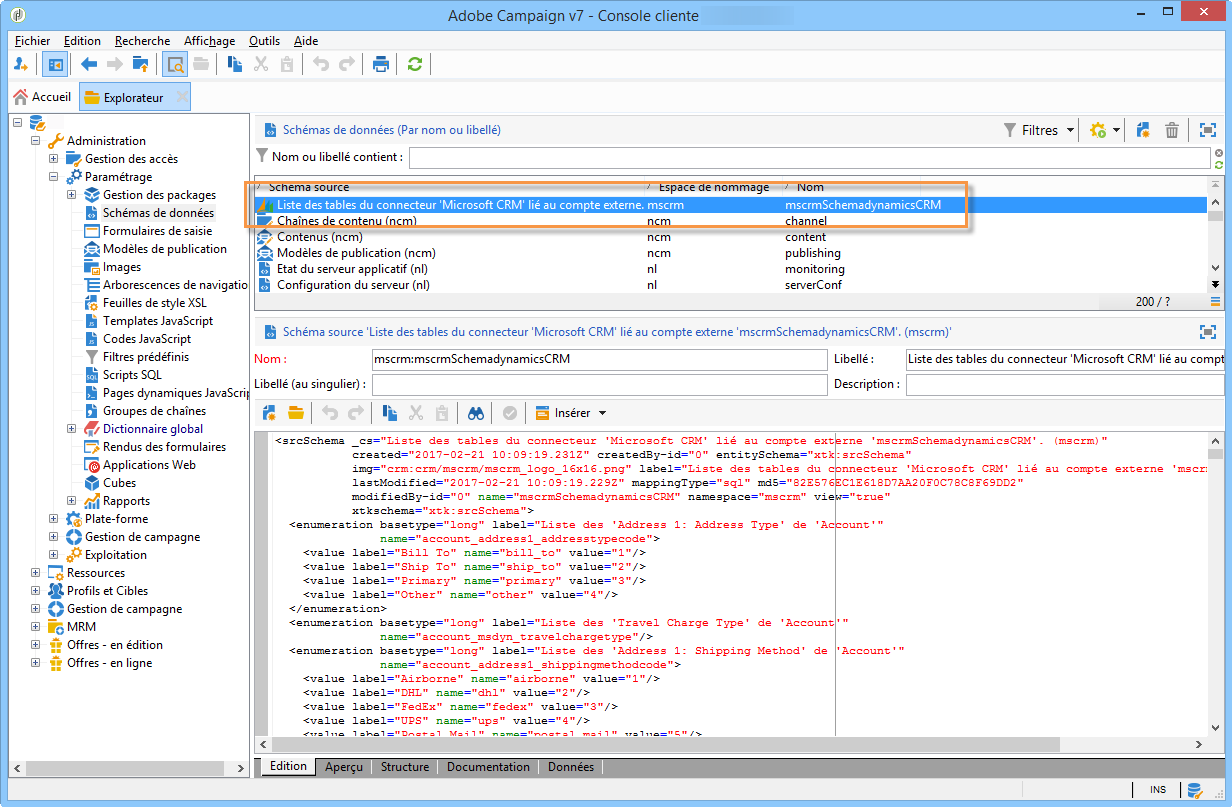 Adobe Campaign v7 - Console cliente
Fichier Edition Recherche Affichage Outils Aide
Accueil Explorateur
Administration
Gestion des accès
Paramétrage
Gestion des packages
Schémas de données
Formulaires de saisie
Modèles de publication
Images
Arborescences de navigatio
Feuilles de style XSL
Templates JavaScript
Codes JavaScript
Filtres prédéfinis
Scripts SQL
Pages dynamiques JavaScrip
Groupes de chaînes
Dictionnaire global
Rendus des formulaires
Applications Web
Cubes
Rapports
Plate-forme
Gestion de campagne
Exploitation
Ressources
Profils et Cibles
Gestion de campagne
MRM
Offres - en édition
Offres - en ligne
Schémas de données (Par nom ou libellé)
Filtres
Nom ou libellé contient :
Schéma source Espace de nommage Nom
Liste des tables du connecteur 'Microsoft CRM' lié au compte externe. mscrm mscrmSchemadynamicsCRM
Chaînes de contenu (ncm) ncm channel
Contenus (ncm) ncm content
Modèles de publication (ncm) ncm publishing
Etat du serveur applicatif (nl) nl monitoring
Configuration du serveur (nl) nl serverConf
200 / ?
Schéma source 'Liste des tables du connecteur 'Microsoft CRM' lié au compte externe 'mscrmSchemadynamicsCRM'. (mscrm)'
Nom : mscrm:mscrmSchemadynamicsCRM Libellé : Liste des tables du connecteur 'Microsoft CRM' lié au compt
Libellé (au singulier) : Description :
Insérer
<srcSchema _cs="Liste des tables du connecteur 'Microsoft CRM' lié au compte externe 'mscrmSchemadynamicsCRM'. (mscrm)"
created="2017-02-21 10:09:19.231Z" createdBy-id="0" entitySchema="xtk:srcSchema"
img="crm:crm/mscrm/mscrm_logo_16x16.png" label="Liste des tables du connecteur 'Microsoft CRM' lié au compte externe 'mscr
lastModified="2017-02-21 10:09:19.229Z" mappingType="sql" md5="82E576EC1E618D7AA20F0C78C8F69DD2"
modifiedBy-id="0" name="mscrmSchemadynamicsCRM" namespace="mscrm" view="true"
xtkschema="xtk:srcSchema">
<enumeration basetype="long" label="Liste des 'Address 1: Address Type' de 'Account'"
name="account_address1_addresstypecode">
<value label="Bill To" name="bill_to" value="1"/>
<value label="Ship To" name="ship_to" value="2"/>
<value label="Primary" name="primary" value="3"/>
<value label="Other" name="other" value="4"/>
</enumeration>
<enumeration basetype="long" label="Liste des 'Travel Charge Type' de 'Account'"
name="account_msdyn_travelchargetype"/>
<enumeration basetype="long" label="Liste des 'Address 1: Shipping Method' de 'Account'"
name="account_address1_shippingmethodcode">
<value label="Airborne" name="airborne" value="1"/>
<value label="DHL" name="dhl" value="2"/>
<value label="FedEx" name="fedex" value="3"/>
<value label="UPS" name="ups" value="4"/>
<value label="Postal Mail" name="postal_mail" value="5"/>
Edition Aperçu Structure Documentation Données
INS